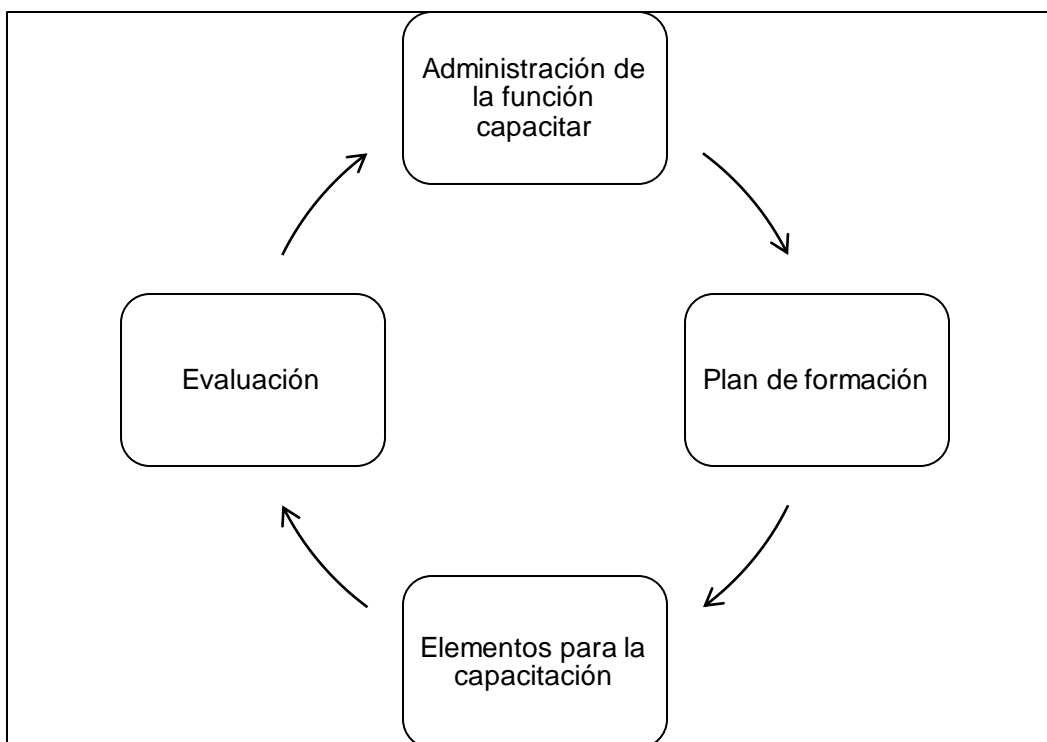 Administración de
la función
capacitar
Evaluación
Plan de formación
Elementos para la
capacitación